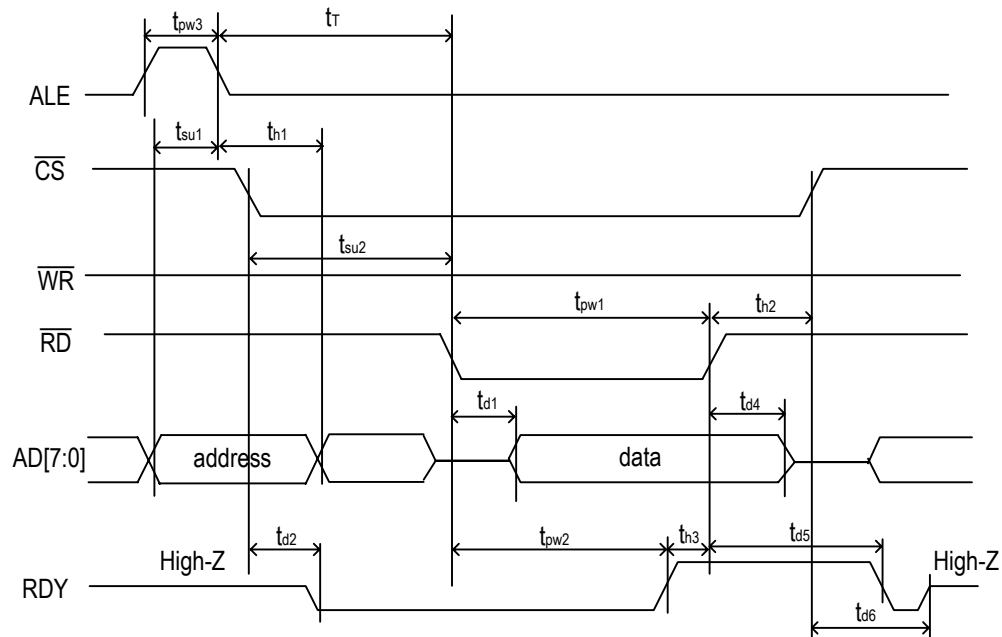 tpw3 tT
ALE
tsu1 th1
CS
tsu2
WR
tpw1 th2
RD
td1 td4
AD[7:0] address data
td2 tpw2 th3 td5
High-Z High-Z
RDY
td6